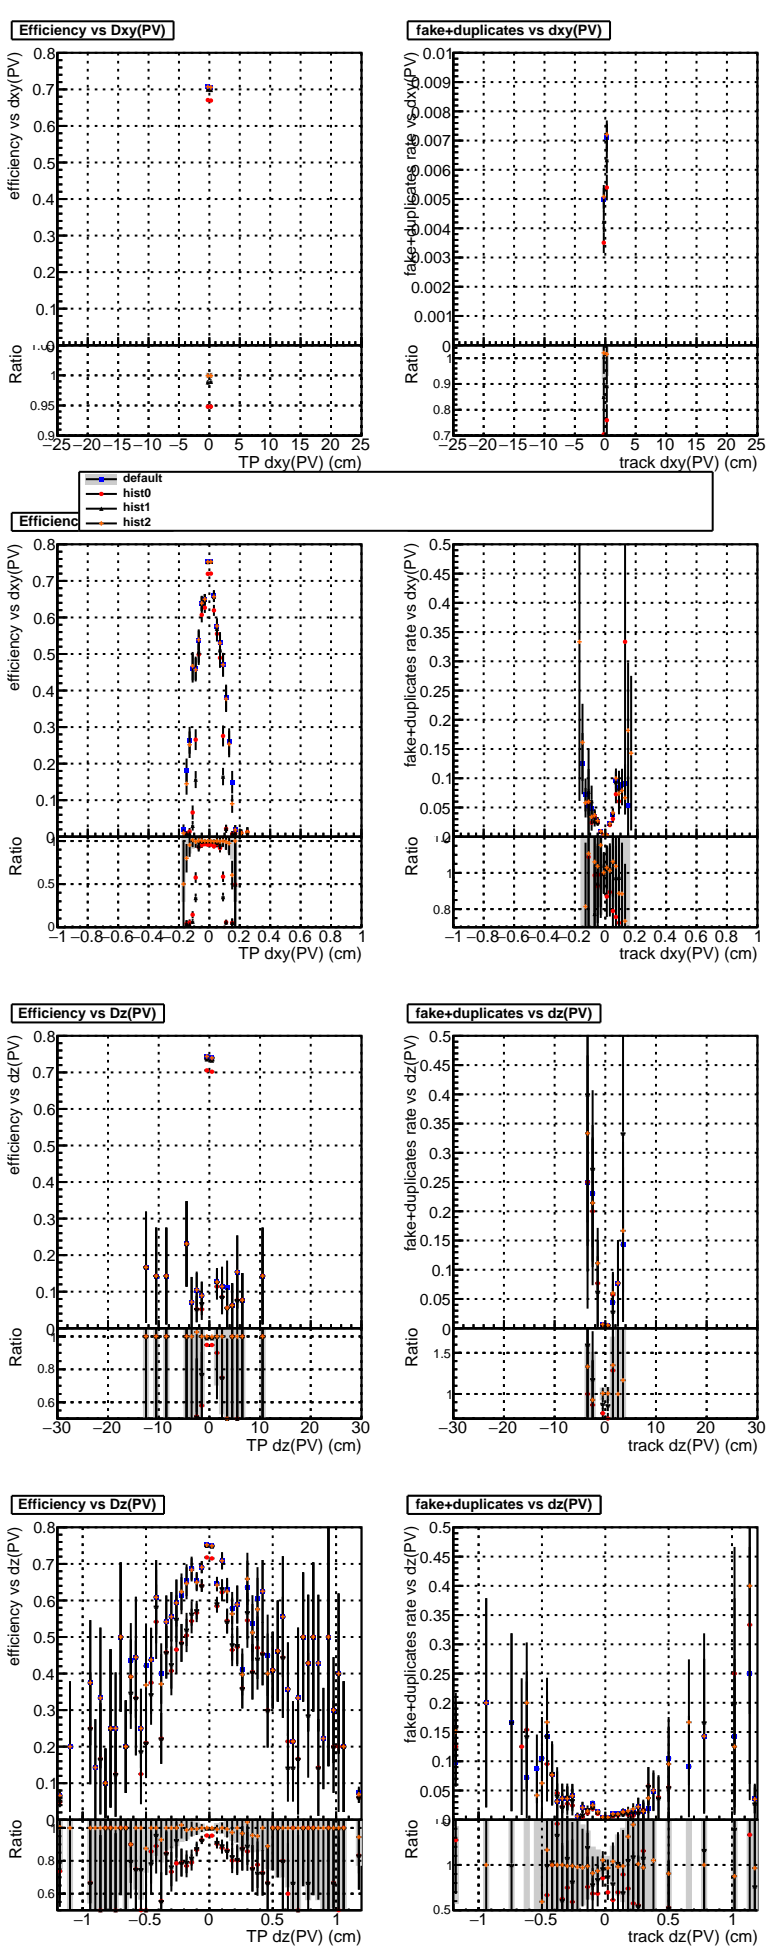 Efficiency vs Dxy(PV)
efficiency vs dxy(PV)
0.8
0.7
0.6
0.5
0.4
0.3
0.2
0.1
0
Ratio
1
0.95
0.9
−25 −20 −15 −10 −5 0 5 10 15 20 25
TP dxy(PV) (cm)
fake+duplicates vs dxy(PV)
fake+duplicates rate vs dxy(PV)
0.01
0.009
0.008
0.007
0.006
0.005
0.004
0.003
0.002
0.001
0
Ratio
1
0.9
0.8
0.7
−25 −20 −15 −10 −5 0 5 10 15 20 25
track dxy(PV) (cm)
default
hist0
hist1
hist2
efficiency vs dxy(PV)
0.8
0.7
0.6
0.5
0.4
0.3
0.2
0.1
0
Ratio
1
0.5
0
−1 −0.8 −0.6 −0.4 −0.2 0 0.2 0.4 0.6 0.8 1
TP dxy(PV) (cm)
fake+duplicates rate vs dxy(PV)
0.5
0.45
0.4
0.35
0.3
0.25
0.2
0.15
0.1
0.05
Ratio
1
0.8
−1 −0.8 −0.6 −0.4 −0.2 0 0.2 0.4 0.6 0.8 1
track dxy(PV) (cm)
Efficiency vs Dz(PV)
efficiency vs dz(PV)
0.8
0.7
0.6
0.5
0.4
0.3
0.2
0.1
0
Ratio
1
0.8
0.6
−30 −20 −10 0 10 20 30
TP dz(PV) (cm)
fake+duplicates vs dz(PV)
fake+duplicates rate vs dz(PV)
0.5
0.45
0.4
0.35
0.3
0.25
0.2
0.15
0.1
0.05
0
Ratio
1.5
1
−30 −20 −10 0 10 20 30
track dz(PV) (cm)
Efficiency vs Dz(PV)
efficiency vs dz(PV)
0.8
0.7
0.6
0.5
0.4
0.3
0.2
0.1
0
Ratio
1
0.8
0.6
−1 −0.5 0 0.5 1
TP dz(PV) (cm)
fake+duplicates vs dz(PV)
fake+duplicates rate vs dz(PV)
0.5
0.45
0.4
0.35
0.3
0.25
0.2
0.15
0.1
0.05
Ratio
1
0.5
−1 −0.5 0 0.5 1
track dz(PV) (cm)